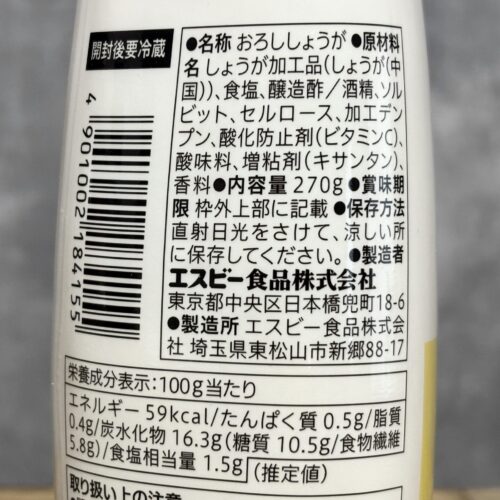 開封後要冷蔵
4 901002 184155
●名称 おろししょうが●原材料
名 しょうが加工品(しょうが(中
国))、食塩、醸造酢/酒精、ソル
ビット、セルロース、加工デン
プン、酸化防止剤(ビタミンC)、
酸味料、増粘剤(キサンタン)、
香料●内容量 270g●賞味期
限 枠外上部に記載●保存方法
直射日光をさけて、涼しい所
に保存してください。●製造者
エスビー食品株式会社
東京都中央区日本橋兜町18-6
●製造所 エスビー食品株式会
社 埼玉県東松山市新郷88-17
栄養成分表示:100g当たり
エネルギー 59kcal/たんぱく質 0.5g/脂質
0.4g/炭水化物 16.3g(糖質 10.5g/食物繊維
5.8g)/食塩相当量 1.5g (推定値)
取り扱い上の注意